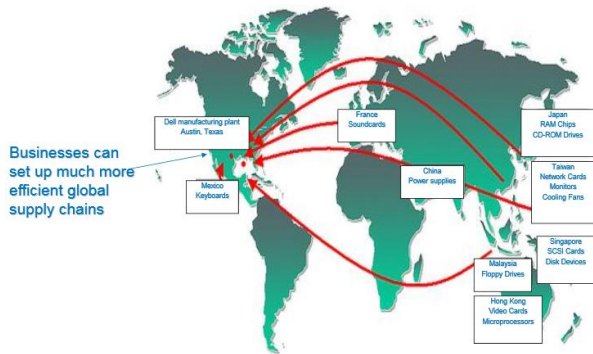 Businesses can
set up much more
efficient global
supply chains
Dell manufacturing plant
Austin, Texas
Mexico
Keyboards
France
Soundcards
China
Power supplies
Japan
RAM Chips
CD-ROM Drives
Taiwan
Network Cards
Monitors
Cooling Fans
Singapore
SCSI Cards
Disk Devices
Malaysia
Floppy Drives
Hong Kong
Video Cards
Microprocessors